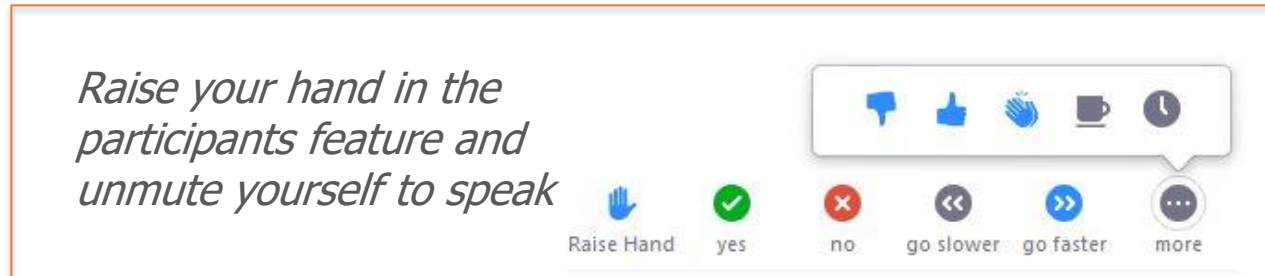 Raise your hand in the
participants feature and
unmute yourself to speak
Raise Hand yes no go slower go faster more